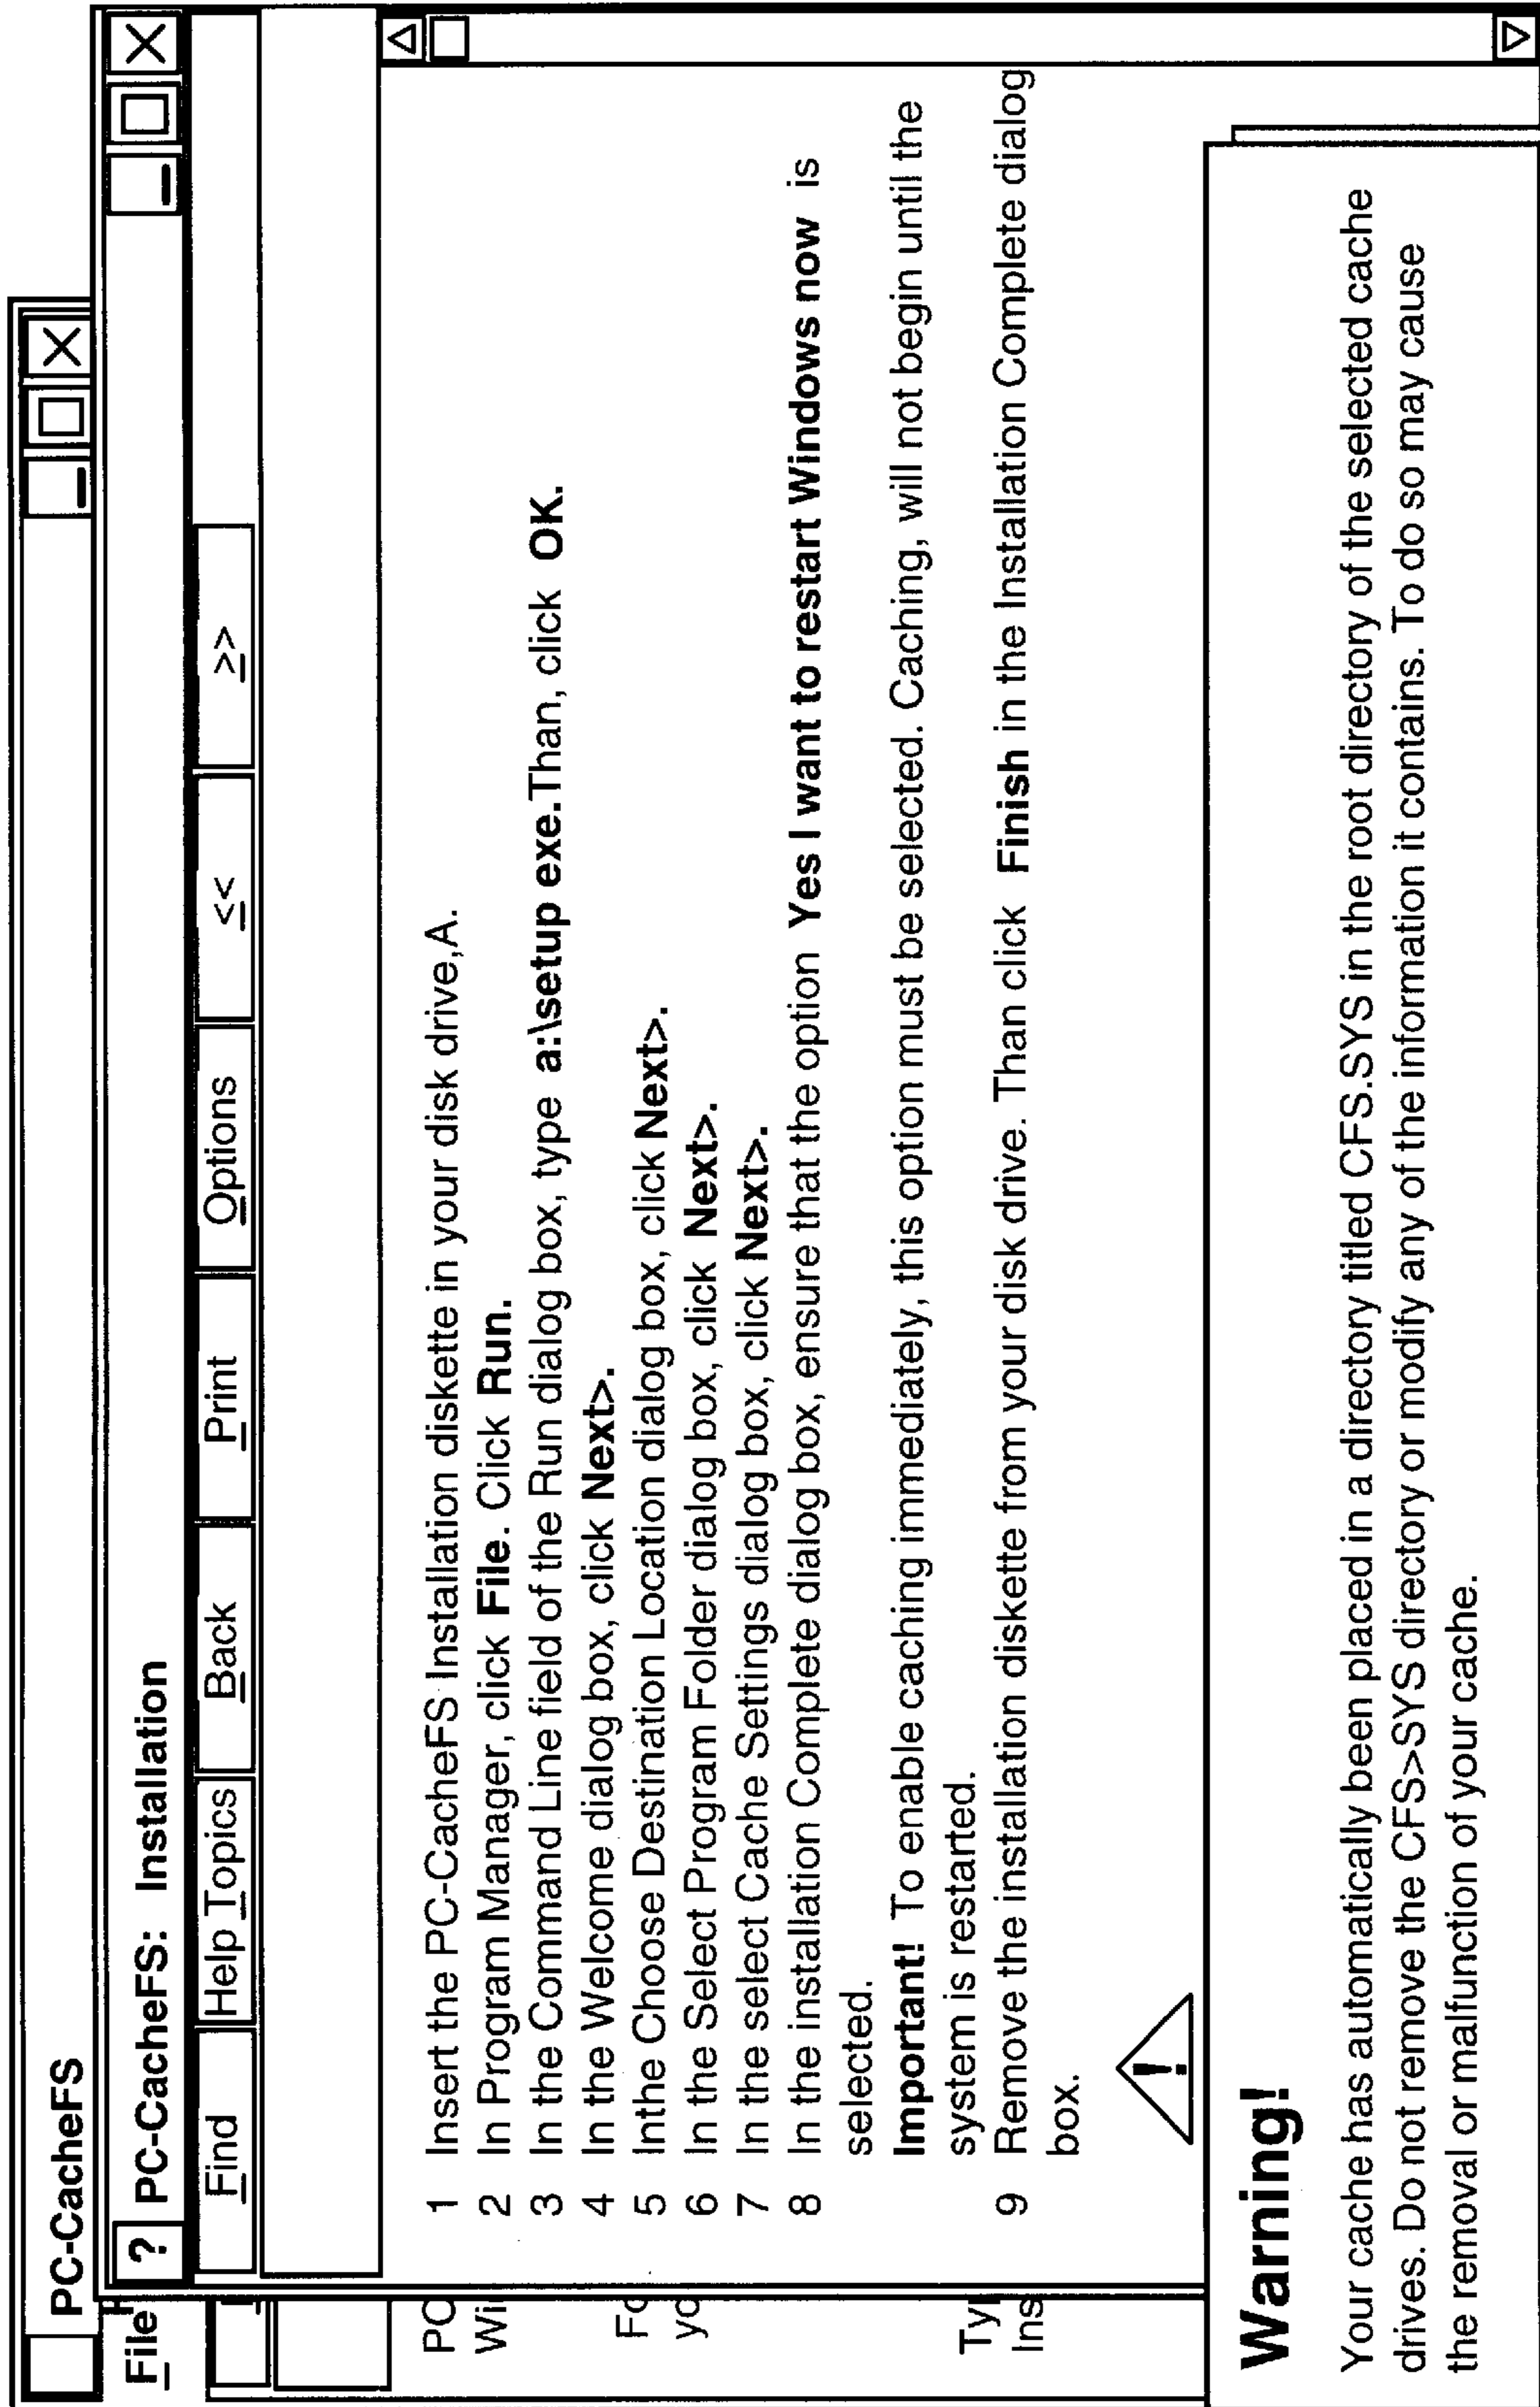 PC-CacheFS
File
? PC-CacheFS: Installation
Find Help Topics Back Print Options << >>
PC
Wi
Fo
yo
Ty
Ins
1 Insert the PC-CacheFS Installation diskette in your disk drive,A.
2 In Program Manager, click File. Click Run.
3 In the Command Line field of the Run dialog box, type a:\setup exe.Than, click OK.
4 In the Welcome dialog box, click Next>.
5 Inthe Choose Destination Location dialog box, click Next>.
6 In the Select Program Folder dialog box, click Next>.
7 In the select Cache Settings dialog box, click Next>.
8 In the installation Complete dialog box, ensure that the option Yes I want to restart Windows now is
selected.
Important! To enable caching immediately, this option must be selected. Caching, will not begin until the
system is restarted.
9 Remove the installation diskette from your disk drive. Than click Finish in the Installation Complete dialog
box.
!
Warning!
Your cache has automatically been placed in a directory titled CFS.SYS in the root directory of the selected cache
drives. Do not remove the CFS>SYS directory or modify any of the information it contains. To do so may cause
the removal or malfunction of your cache.